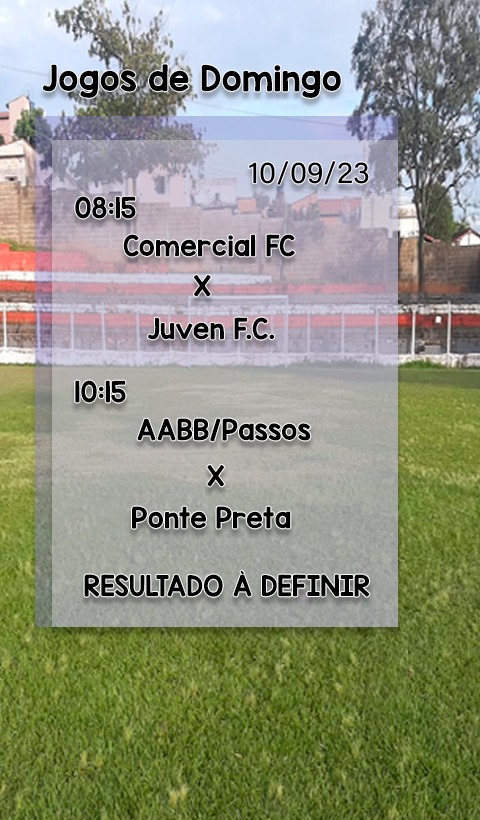 Jogos de Domingo
10/09/23
08:15
Comercial FC
X
Juven F.C.
10:15
AABB/Passos
X
Ponte Preta
RESULTADO À DEFINIR